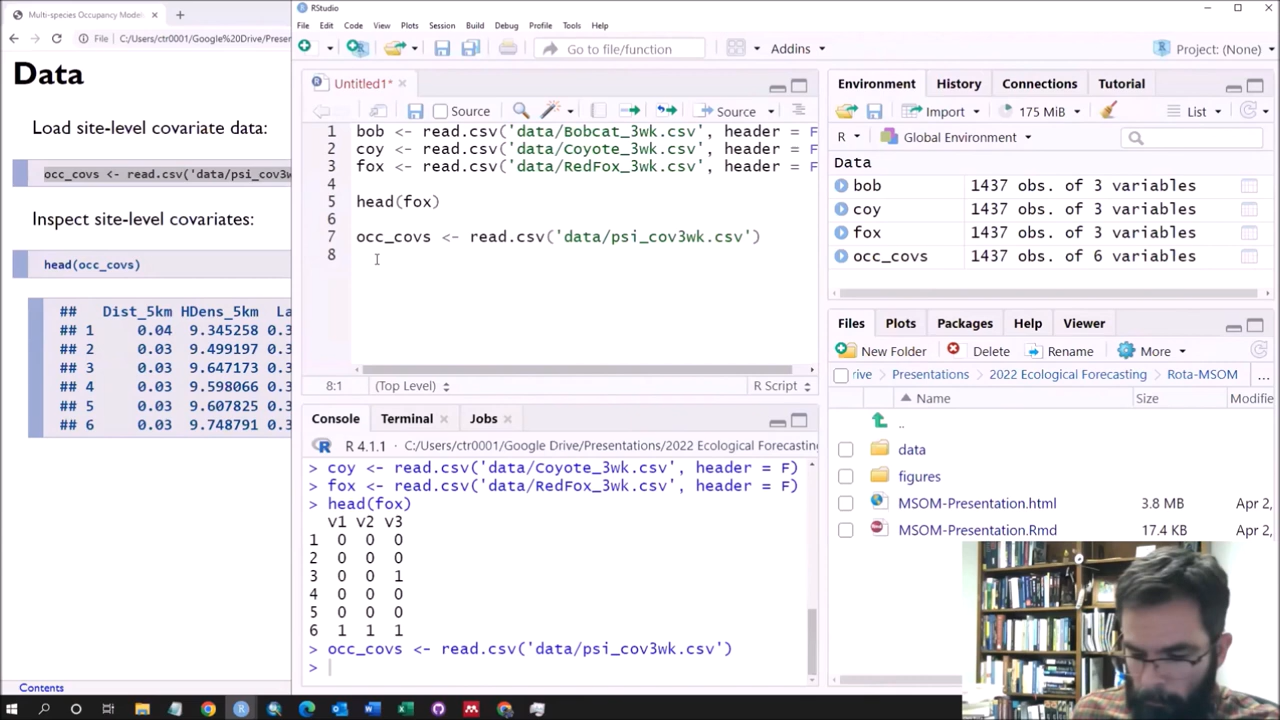 Multi-species Occupancy Model
File
C:/Users/ctr0001/Google%20Drive/Presen
Data
Load site-level covariate data:
occ_covs <- read.csv('data/psi_cov3w
Inspect site-level covariates:
head(occ_covs)
## Dist_5km HDens_5km La
## 1 0.04 9.345258 0.3
## 2 0.03 9.499197 0.3
## 3 0.03 9.647173 0.3
## 4 0.03 9.598066 0.3
## 5 0.03 9.607825 0.3
## 6 0.03 9.748791 0.3
Contents
RStudio
File Edit Code View Plots Session Build Debug Profile Tools Help
Go to file/function
Addins
Project: (None)
Untitled1*
Source
Source
1 bob <- read.csv('data/Bobcat_3wk.csv', header = F
2 coy <- read.csv('data/Coyote_3wk.csv', header = F
3 fox <- read.csv('data/RedFox_3wk.csv', header = F
4
5 head(fox)
6
7 occ_covs <- read.csv('data/psi_cov3wk.csv')
8
8:1 (Top Level) R Script
Console Terminal Jobs
R 4.1.1 · C:/Users/ctr0001/Google Drive/Presentations/2022 Ecological Forecasting
> coy <- read.csv('data/Coyote_3wk.csv', header = F)
> fox <- read.csv('data/RedFox_3wk.csv', header = F)
> head(fox)
V1 V2 V3
1 0 0 0
2 0 0 0
3 0 0 1
4 0 0 0
5 0 0 0
6 1 1 1
> occ_covs <- read.csv('data/psi_cov3wk.csv')
>
Environment History Connections Tutorial
Import 175 MiB List
R Global Environment
Data
bob 1437 obs. of 3 variables
coy 1437 obs. of 3 variables
fox 1437 obs. of 3 variables
occ_covs 1437 obs. of 6 variables
Files Plots Packages Help Viewer
New Folder Delete Rename More
rive Presentations 2022 Ecological Forecasting Rota-MSOM ...
Name Size Modifie
..
data
figures
MSOM-Presentation.html 3.8 MB Apr 2,
MSOM-Presentation.Rmd 17.4 KB Apr 2,